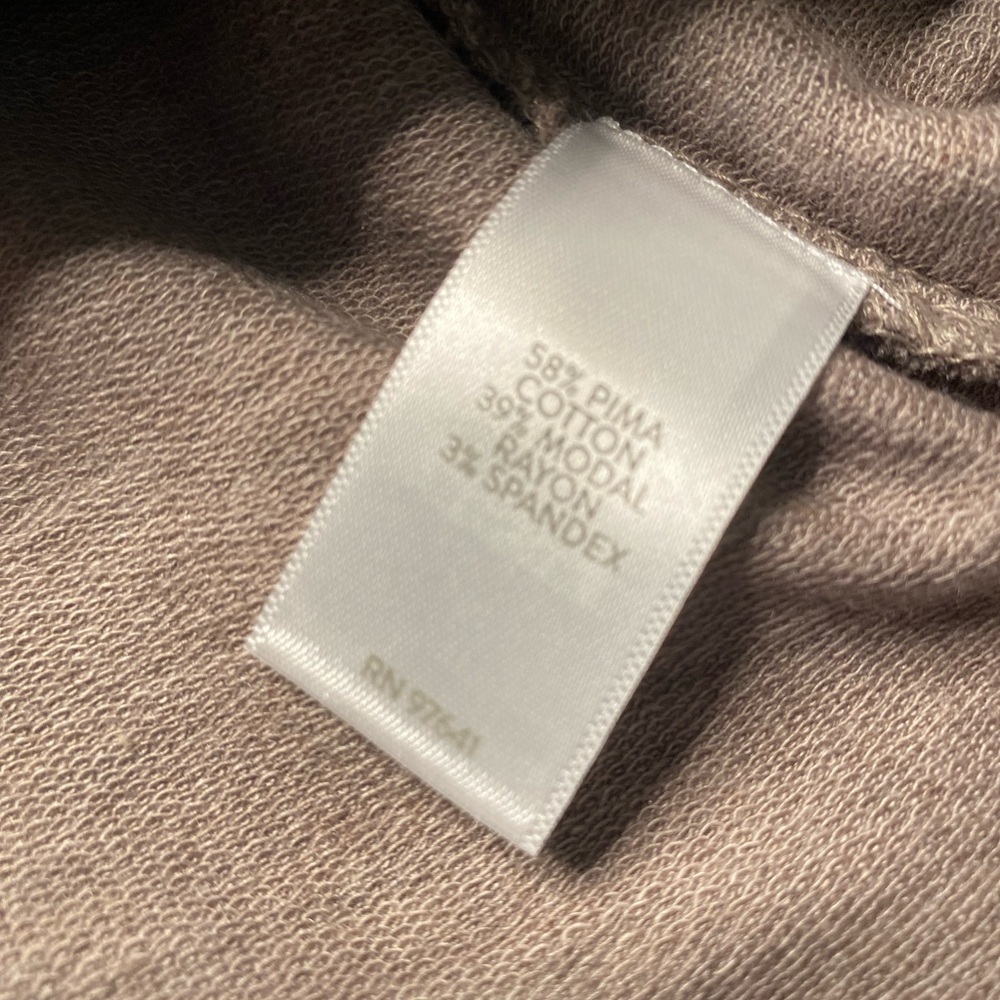 58% PIMA
COTTON
39% MODAL
RAYON
3% SPANDEX
RN 97641